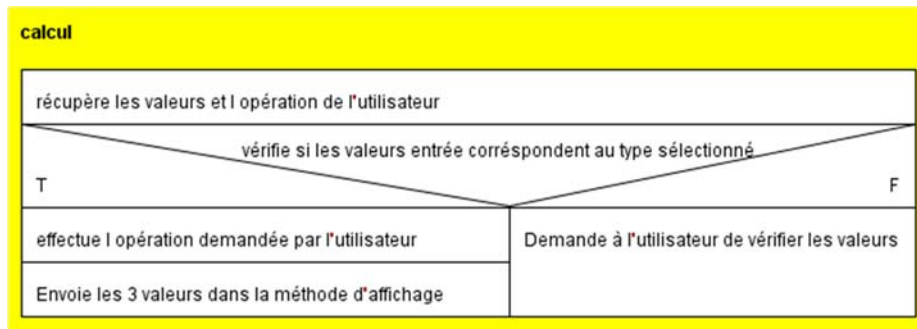 calcul
récupère les valeurs et l opération de l'utilisateur
vérifie si les valeurs entrée corréspondent au type sélectionné
T
F
effectue l opération demandée par l'utilisateur
Demande à l'utilisateur de vérifier les valeurs
Envoie les 3 valeurs dans la méthode d'affichage